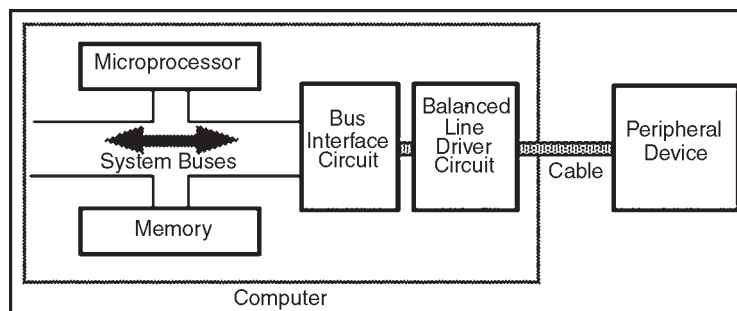 Microprocessor
System Buses
Memory
Bus
Interface
Circuit
Balanced
Line
Driver
Circuit
Cable
Peripheral
Device
Computer